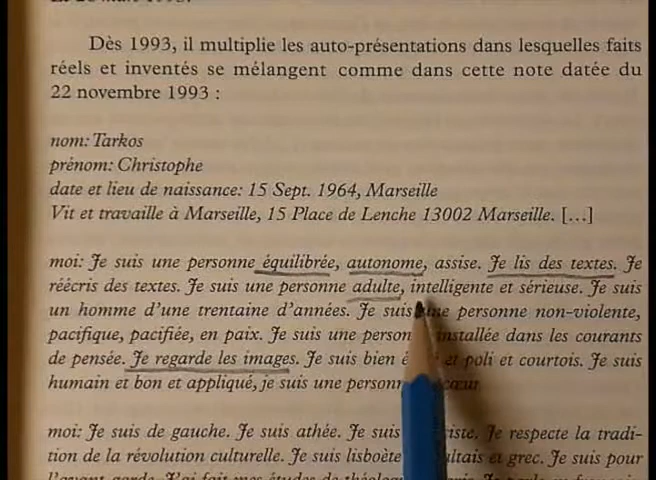 Dès 1993, il multiplie les auto-présentations dans lesquelles faits
réels et inventés se mélangent comme dans cette note datée du
22 novembre 1993 :
nom: Tarkos
prénom: Christophe
date et lieu de naissance: 15 Sept. 1964, Marseille
Vit et travaille à Marseille, 15 Place de Lenche 13002 Marseille. […]
moi: Je suis une personne équilibrée, autonome, assise. Je lis des textes. Je
réécris des textes. Je suis une personne adulte, intelligente et sérieuse. Je suis
un homme d'une trentaine d'années. Je suis une personne non-violente,
pacifique, pacifiée, en paix. Je suis une installée dans les courants
de pensée. Je regarde les images. Je suis bien et poli et courtois. Je suis
humain et bon et appliqué, je suis une cœur
moi: Je suis de gauche. Je suis athée. Je suis Je respecte la tradi-
tion de la révolution culturelle. Je suis lisboète et grec. Je suis pour